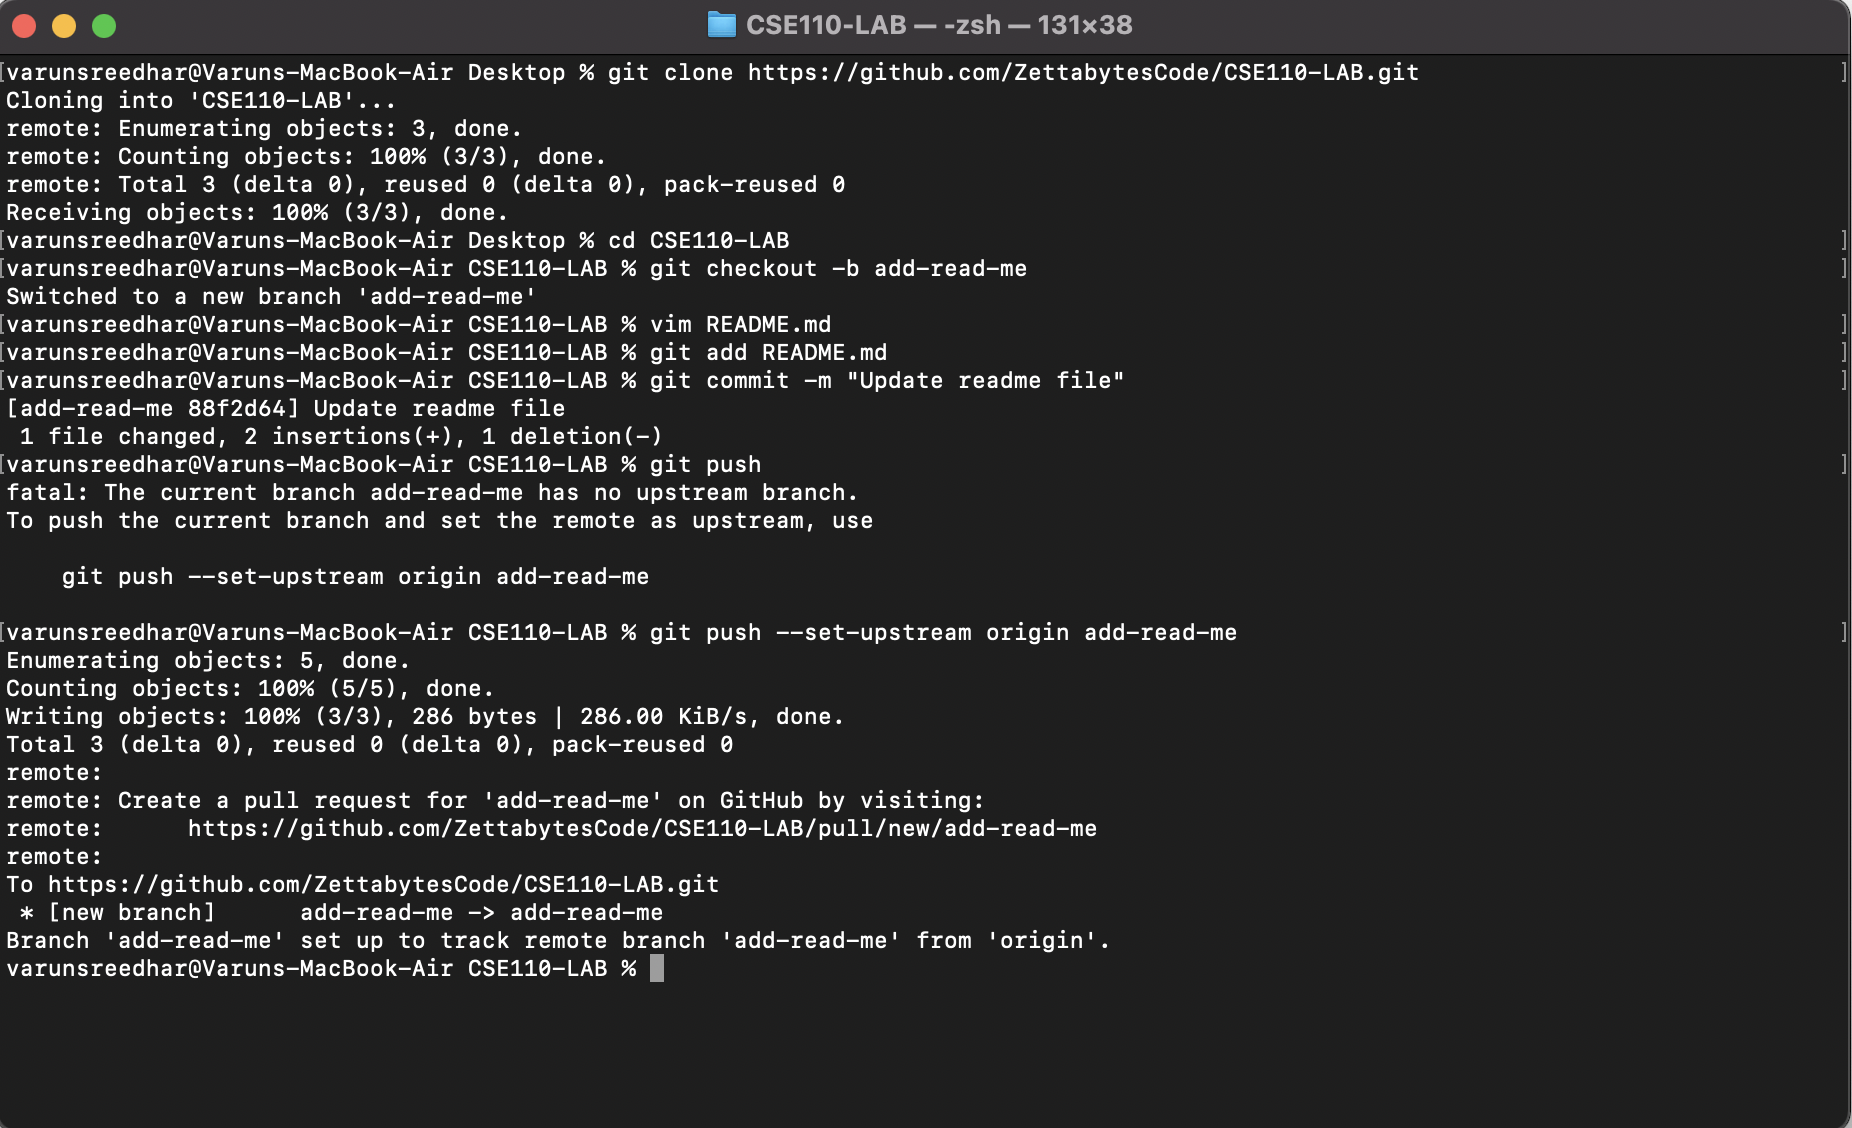 CSE110-LAB — -zsh — 131×38
[varunsreedhar@Varuns-MacBook-Air Desktop % git clone https://github.com/ZettabytesCode/CSE110-LAB.git ]
Cloning into 'CSE110-LAB'...
remote: Enumerating objects: 3, done.
remote: Counting objects: 100% (3/3), done.
remote: Total 3 (delta 0), reused 0 (delta 0), pack-reused 0
Receiving objects: 100% (3/3), done.
[varunsreedhar@Varuns-MacBook-Air Desktop % cd CSE110-LAB ]
[varunsreedhar@Varuns-MacBook-Air CSE110-LAB % git checkout -b add-read-me ]
Switched to a new branch 'add-read-me'
[varunsreedhar@Varuns-MacBook-Air CSE110-LAB % vim README.md ]
[varunsreedhar@Varuns-MacBook-Air CSE110-LAB % git add README.md ]
[varunsreedhar@Varuns-MacBook-Air CSE110-LAB % git commit -m "Update readme file" ]
[add-read-me 88f2d64] Update readme file
 1 file changed, 2 insertions(+), 1 deletion(-)
[varunsreedhar@Varuns-MacBook-Air CSE110-LAB % git push ]
fatal: The current branch add-read-me has no upstream branch.
To push the current branch and set the remote as upstream, use
    git push --set-upstream origin add-read-me
[varunsreedhar@Varuns-MacBook-Air CSE110-LAB % git push --set-upstream origin add-read-me ]
Enumerating objects: 5, done.
Counting objects: 100% (5/5), done.
Writing objects: 100% (3/3), 286 bytes | 286.00 KiB/s, done.
Total 3 (delta 0), reused 0 (delta 0), pack-reused 0
remote:
remote: Create a pull request for 'add-read-me' on GitHub by visiting:
remote:      https://github.com/ZettabytesCode/CSE110-LAB/pull/new/add-read-me
remote:
To https://github.com/ZettabytesCode/CSE110-LAB.git
 * [new branch]      add-read-me -> add-read-me
Branch 'add-read-me' set up to track remote branch 'add-read-me' from 'origin'.
varunsreedhar@Varuns-MacBook-Air CSE110-LAB %